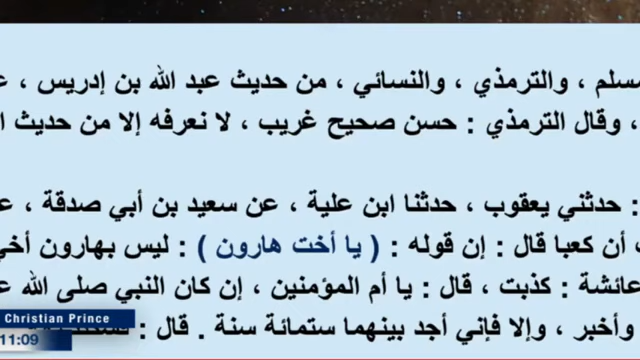 مسلم ، والترمذي ، والنسائي ، من حديث عبد الله بن إدريس ،
، وقال الترمذي : حسن صحيح غريب ، لا نعرفه إلا من حديث
: حدثني يعقوب ، حدثنا ابن علية ، عن سعيد بن أبي صدقة ،
أن كعبا قال : إن قوله : ( يا أخت هارون ) : ليس بهارون
عائشة : كذبت ، قال : يا أم المؤمنين ، إن كان النبي صلى الله
وأخبر ، وإلا فإني أجد بينهما ستمائة سنة . قال :
Christian Prince
11:09